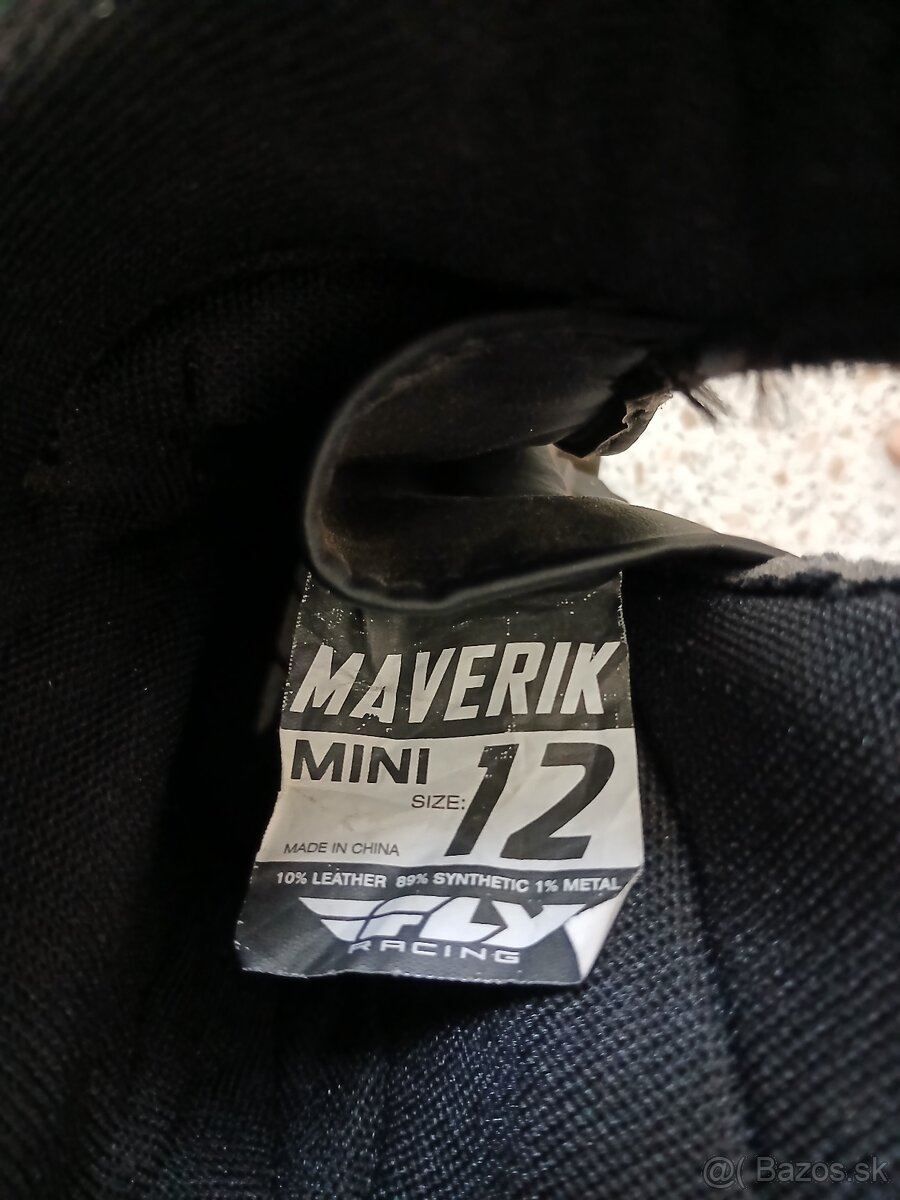 MAVERIK
MINI
SIZE: 12
MADE IN CHINA
10% LEATHER 89% SYNTHETIC 1% METAL
FLY
RACING
@( Bazos.sk